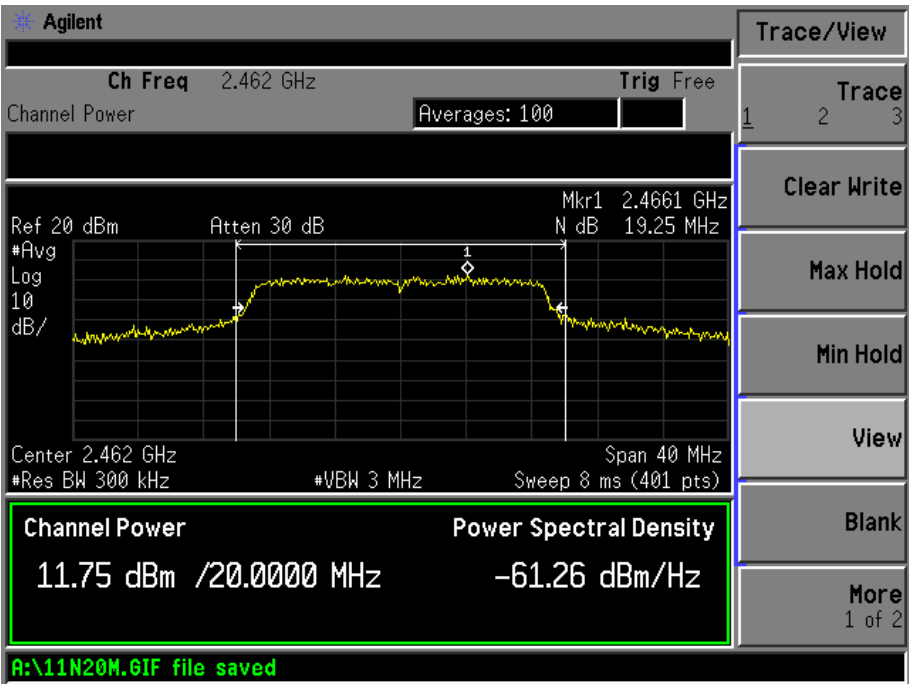 Agilent
Trace/View
Ch Freq 2.462 GHz Trig Free
Channel Power Averages: 100
Trace
1 2 3
Clear Write
Mkr1 2.4661 GHz
Ref 20 dBm Atten 30 dB N dB 19.25 MHz
#Avg
Log
10
dB/
1
Max Hold
Min Hold
View
Center 2.462 GHz Span 40 MHz
#Res BW 300 kHz #VBW 3 MHz Sweep 8 ms (401 pts)
Channel Power Power Spectral Density
11.75 dBm /20.0000 MHz -61.26 dBm/Hz
Blank
More
1 of 2
A:\11N20M.GIF file saved